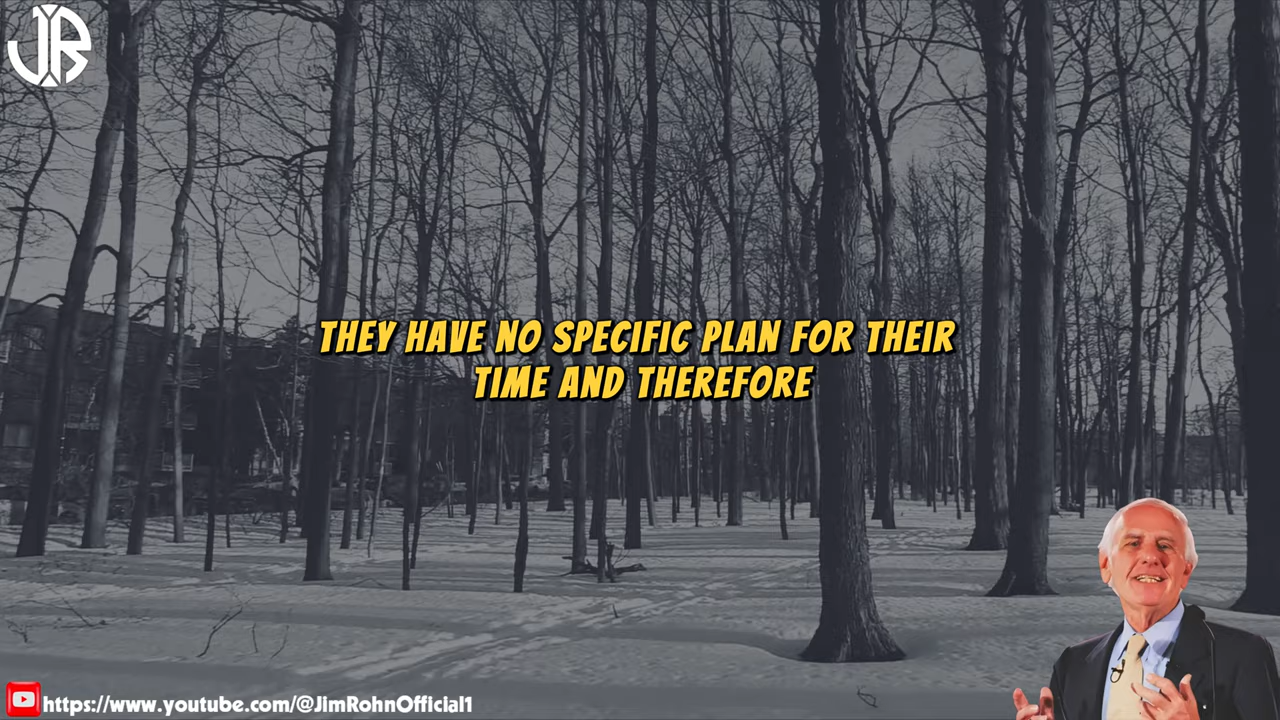 JR
THEY HAVE NO SPECIFIC PLAN FOR THEIR
TIME AND THEREFORE
https://www.youtube.com/@JimRohnOfficial1